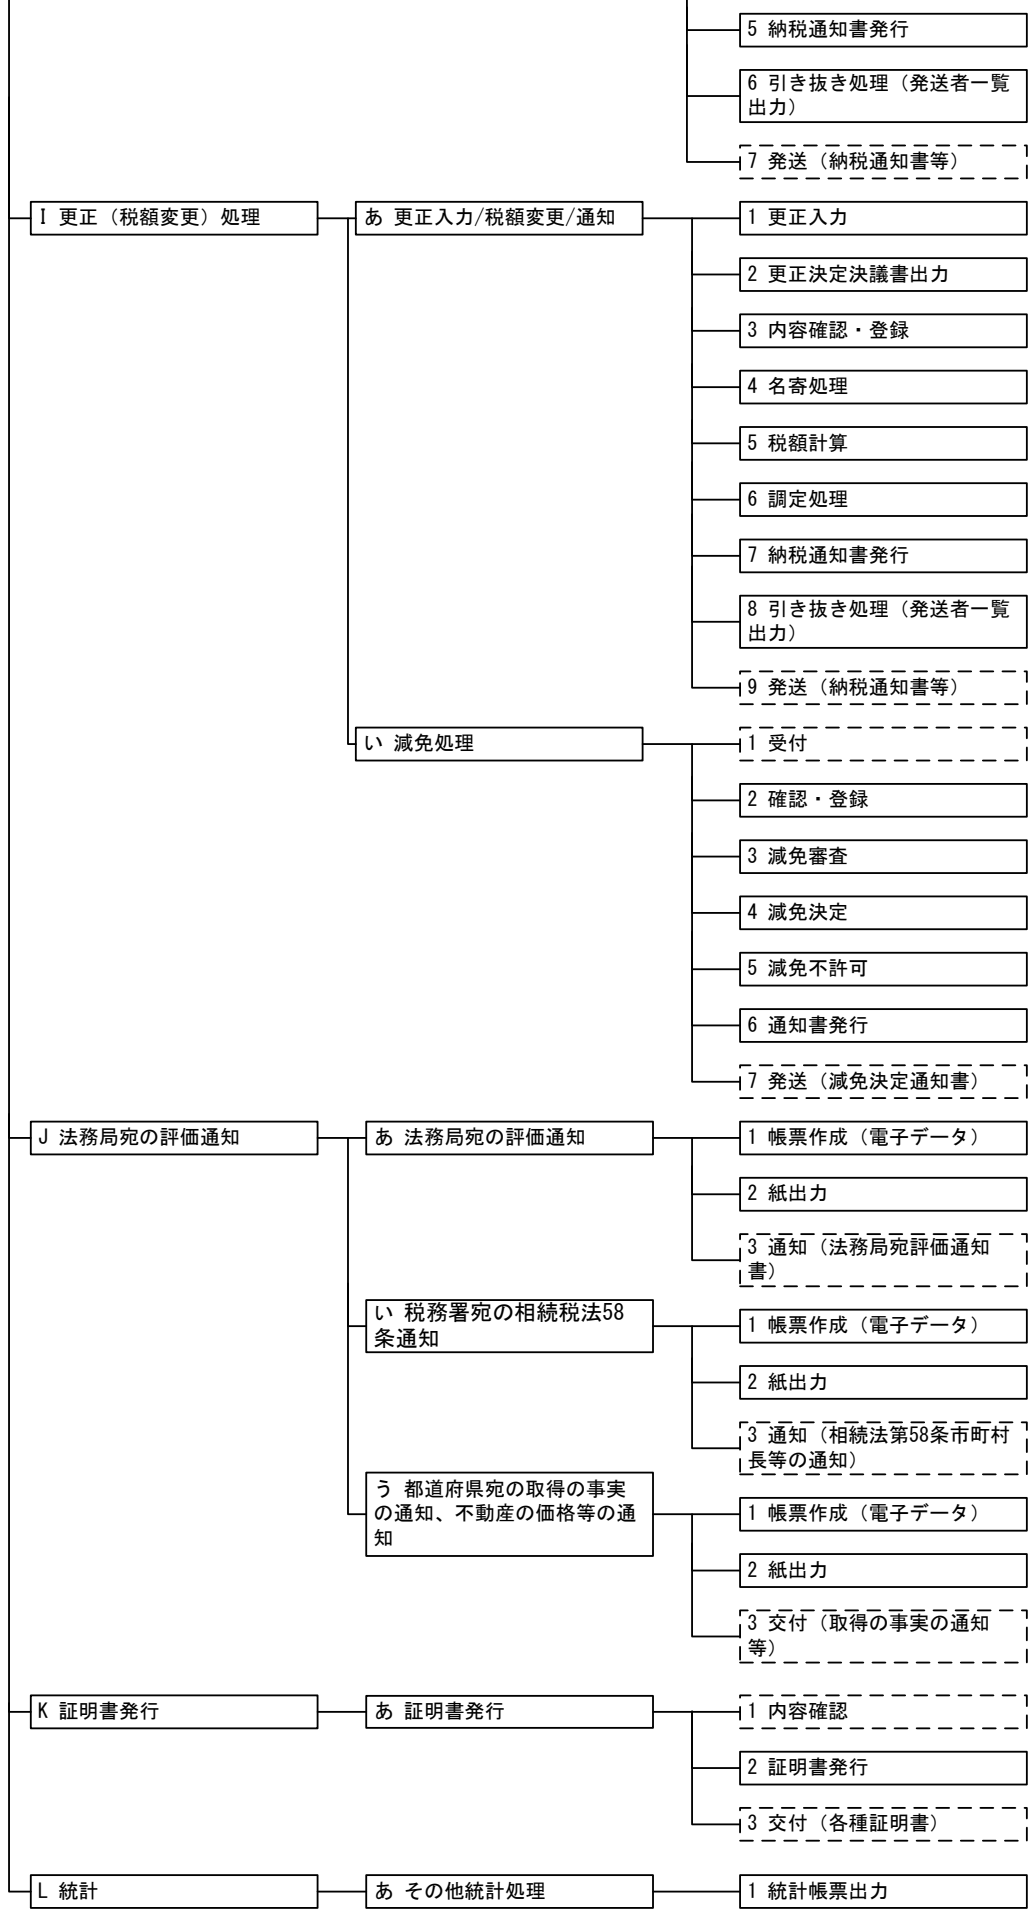 5 納税通知書発行
6 引き抜き処理（発送者一覧
出力）
7 発送（納税通知書等）
I 更正（税額変更）処理
あ 更正入力/税額変更/通知
1 更正入力
2 更正決定決議書出力
3 内容確認・登録
4 名寄処理
5 税額計算
6 調定処理
7 納税通知書発行
8 引き抜き処理（発送者一覧
出力）
9 発送（納税通知書等）
い 減免処理
1 受付
2 確認・登録
3 減免審査
4 減免決定
5 減免不許可
6 通知書発行
7 発送（減免決定通知書）
J 法務局宛の評価通知
あ 法務局宛の評価通知
1 帳票作成（電子データ）
2 紙出力
3 通知（法務局宛評価通知
書）
い 税務署宛の相続税法58
条通知
1 帳票作成（電子データ）
2 紙出力
3 通知（相続法第58条市町村
長等の通知）
う 都道府県宛の取得の事実
の通知、不動産の価格等の通
知
1 帳票作成（電子データ）
2 紙出力
3 交付（取得の事実の通知
等）
K 証明書発行
あ 証明書発行
1 内容確認
2 証明書発行
3 交付（各種証明書）
L 統計
あ その他統計処理
1 統計帳票出力